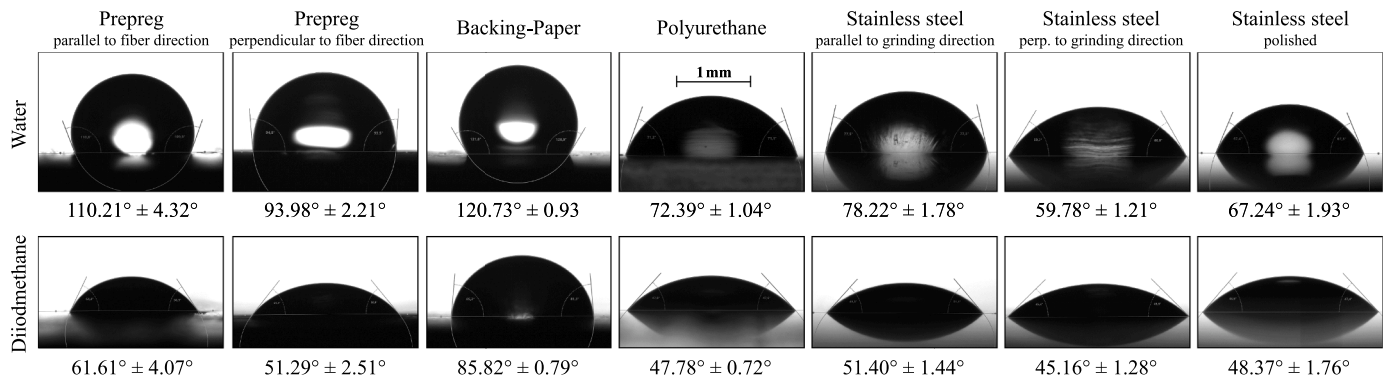 Prepreg
parallel to fiber direction
Prepreg
perpendicular to fiber direction
Backing-Paper
Polyurethane
Stainless steel
parallel to grinding direction
Stainless steel
perp. to grinding direction
Stainless steel
polished
Water
1 mm
110.21° ± 4.32°
93.98° ± 2.21°
120.73° ± 0.93
72.39° ± 1.04°
78.22° ± 1.78°
59.78° ± 1.21°
67.24° ± 1.93°
Diiodmethane
61.61° ± 4.07°
51.29° ± 2.51°
85.82° ± 0.79°
47.78° ± 0.72°
51.40° ± 1.44°
45.16° ± 1.28°
48.37° ± 1.76°